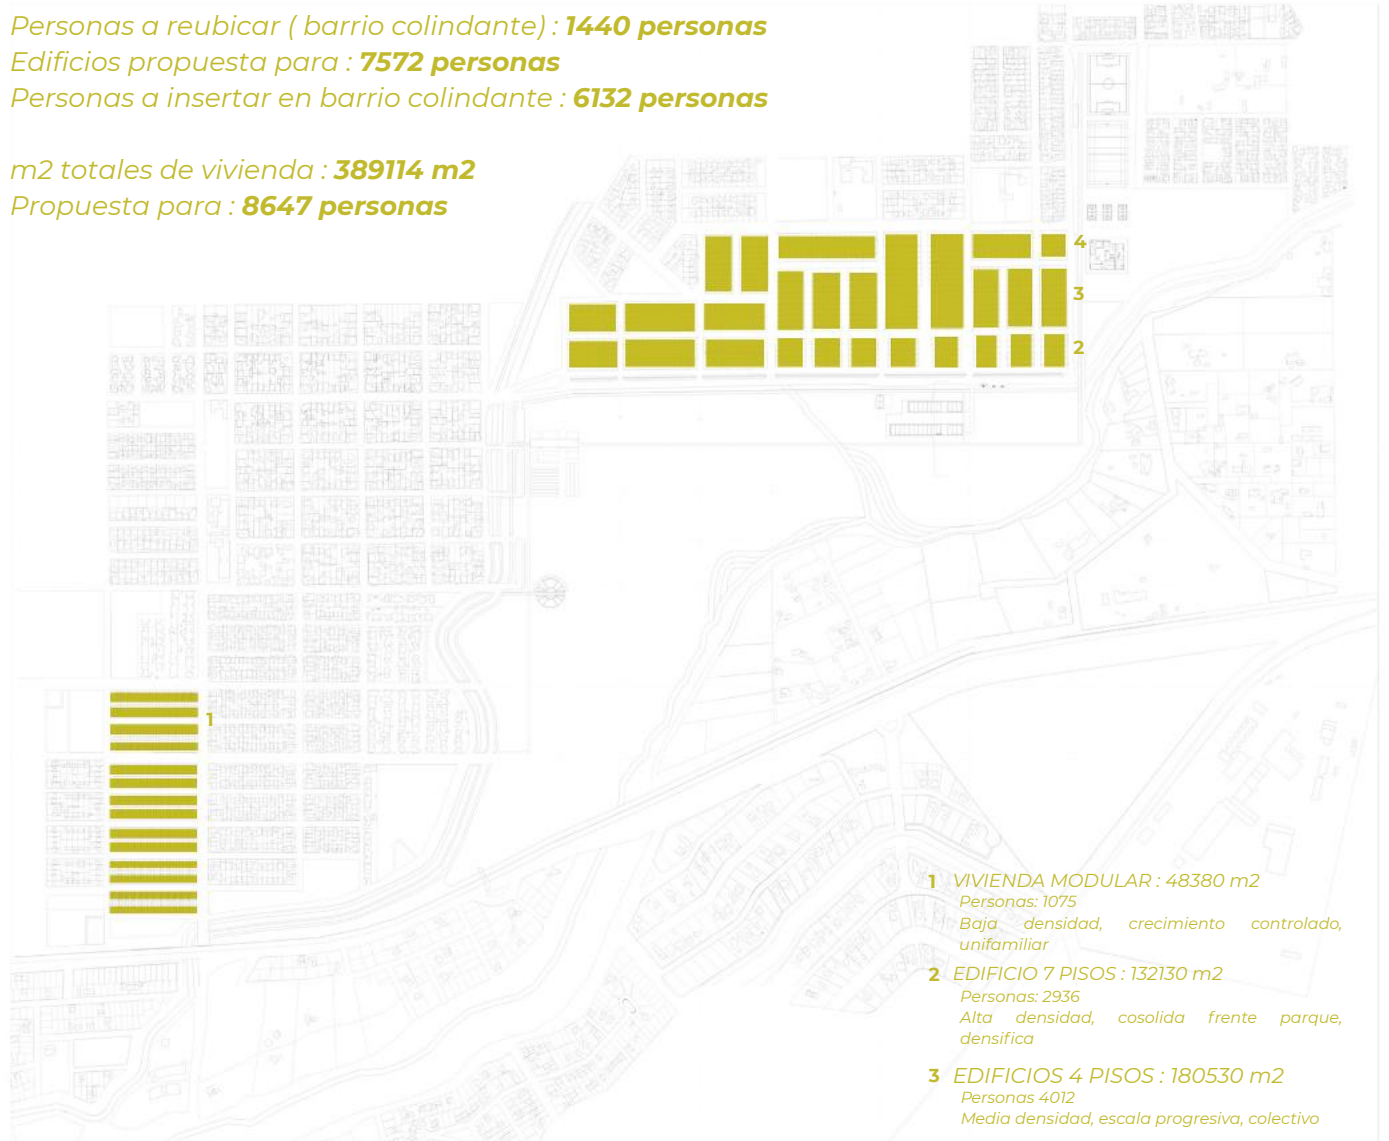 Personas a reubicar ( barrio colindante) : 1440 personas
Edificios propuesta para : 7572 personas
Personas a insertar en barrio colindante : 6132 personas
m2 totales de vivienda : 389114 m2
Propuesta para : 8647 personas
4
3
2
1
1 VIVIENDA MODULAR : 48380 m2
Personas: 1075
Baja densidad, crecimiento controlado,
unifamiliar
2 EDIFICIO 7 PISOS : 132130 m2
Personas: 2936
Alta densidad, cosolida frente parque,
densifica
3 EDIFICIOS 4 PISOS : 180530 m2
Personas 4012
Media densidad, escala progresiva, colectivo